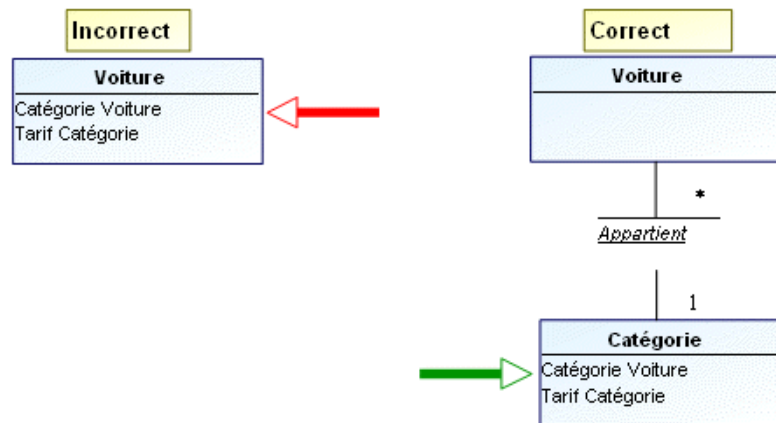 Incorrect
Voiture
Catégorie Voiture
Tarif Catégorie
Correct
Voiture
*
Appartient
1
Catégorie
Catégorie Voiture
Tarif Catégorie